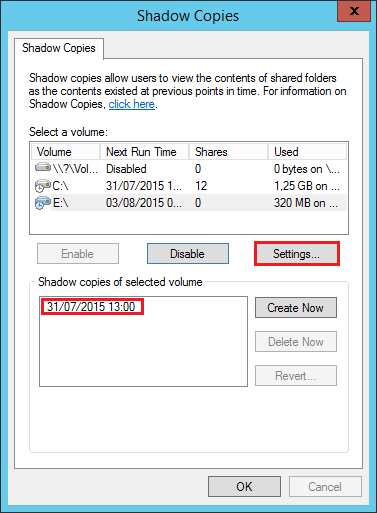 Shadow Copies
x
Shadow Copies
Shadow copies allow users to view the contents of shared folders
as the contents existed at previous points in time. For information on
Shadow Copies, click here.
Select a volume:
Volume Next Run Time Shares Used
\\?\Vol... Disabled 0 0 bytes on \...
C:\ 31/07/2015 1... 12 1,25 GB on ...
E:\ 03/08/2015 0... 0 320 MB on ...
Enable Disable Settings...
Shadow copies of selected volume
31/07/2015 13:00
Create Now
Delete Now
Revert...
OK Cancel